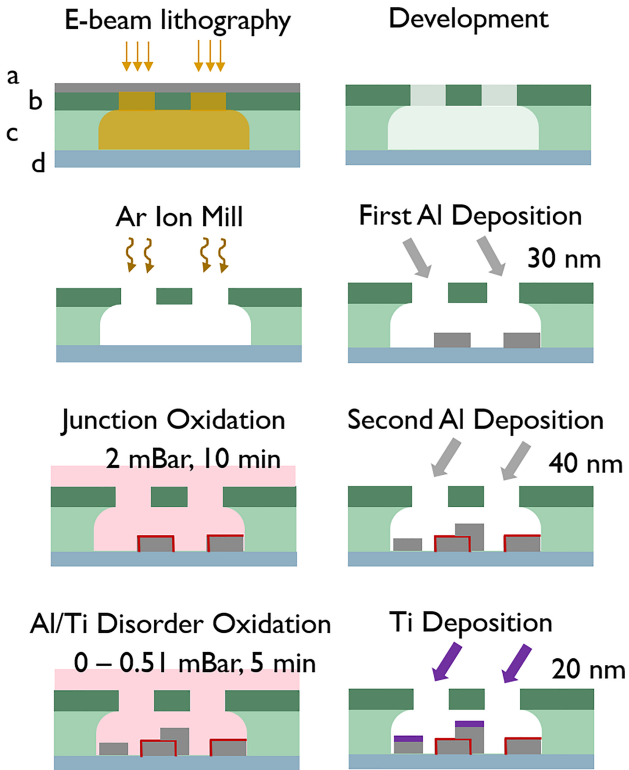 E-beam lithography
Development
a
b
c
d
Ar Ion Mill
First Al Deposition
30 nm
Junction Oxidation
2 mBar, 10 min
Second Al Deposition
40 nm
Al/Ti Disorder Oxidation
0 – 0.51 mBar, 5 min
Ti Deposition
20 nm